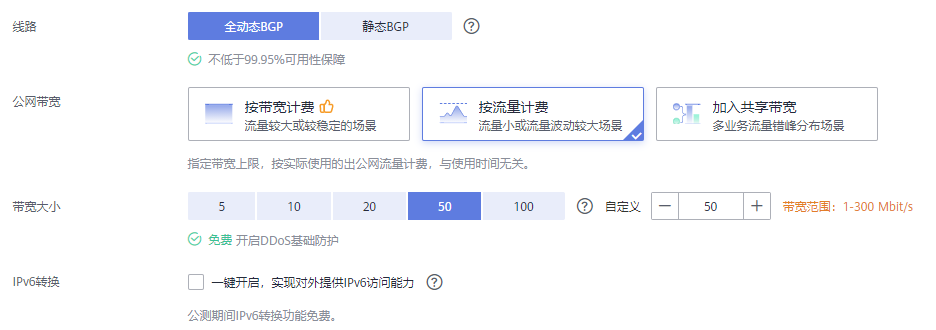 线路 全动态BGP 静态BGP ?
不低于99.95%可用性保障
公网带宽 按带宽计费 按流量计费 加入共享带宽
流量较大或较稳定的场景 流量小或流量波动较大场景 多业务流量错峰分布场景
指定带宽上限，按实际使用的出公网流量计费，与使用时间无关。
带宽大小 5 10 20 50 100 ? 自定义 — 50 + 带宽范围：1-300 Mbit/s
免费 开启DDoS基础防护
IPv6转换 一键开启，实现对外提供IPv6访问能力 ?
公测期间IPv6转换功能免费。